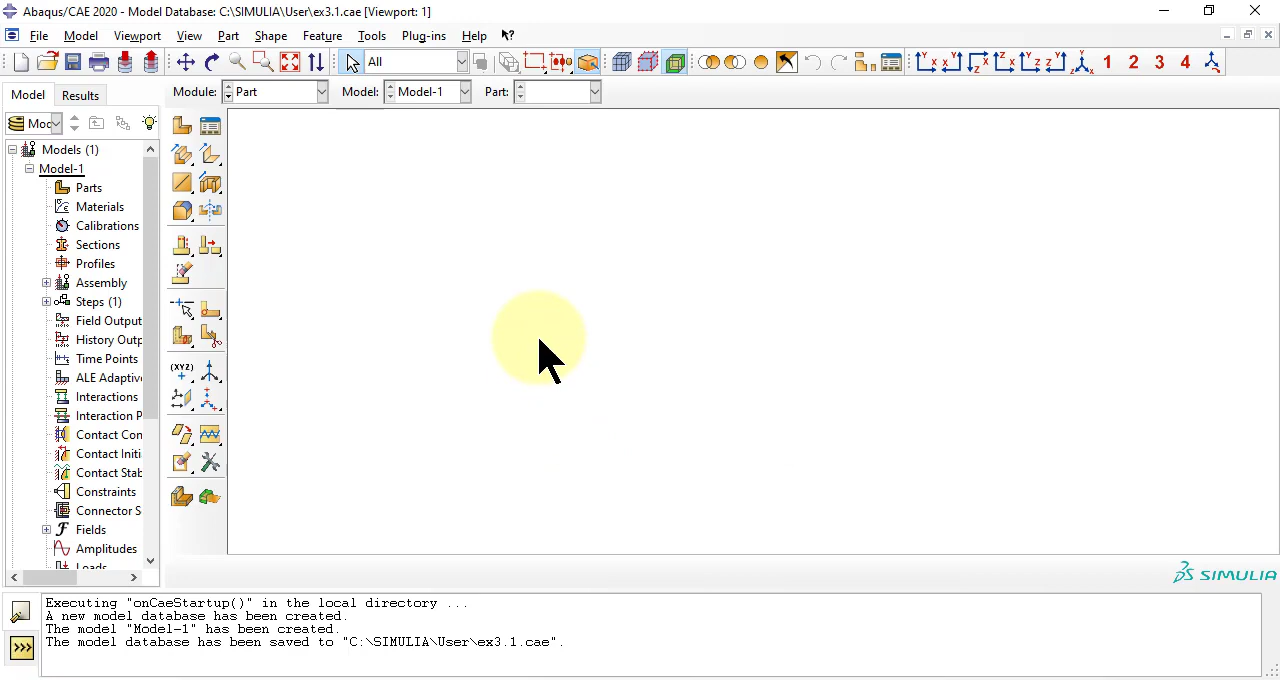 Abaqus/CAE 2020 - Model Database: C:\SIMULIA\User\ex3.1.cae [Viewport: 1]
File Model Viewport View Part Shape Feature Tools Plug-ins Help
All
1 2 3 4
Model Results
Module: Part Model: Model-1 Part:
Moc
Models (1)
Model-1
Parts
Materials
Calibrations
Sections
Profiles
Assembly
Steps (1)
Field Output
History Outp
Time Points
ALE Adaptiv
Interactions
Interaction P
Contact Con
Contact Initi
Contact Stab
Constraints
Connector S
Fields
Amplitudes
Loads
(XYZ)
SIMULIA
Executing "onCaeStartup()" in the local directory ...
A new model database has been created.
The model "Model-1" has been created.
The model database has been saved to "C:\SIMULIA\User\ex3.1.cae".